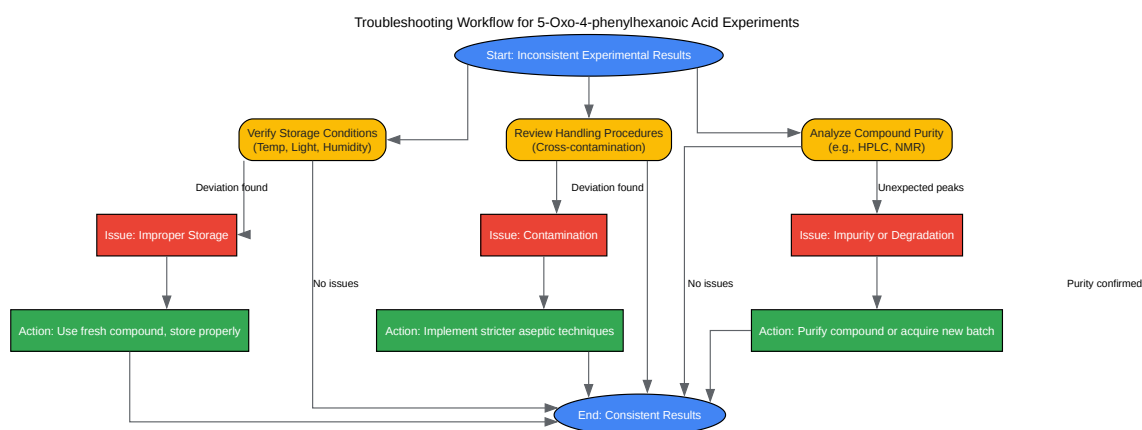 Troubleshooting Workflow for 5-Oxo-4-phenylhexanoic Acid Experiments
Start: Inconsistent Experimental Results
Verify Storage Conditions
(Temp, Light, Humidity)
Review Handling Procedures
(Cross-contamination)
Analyze Compound Purity
(e.g., HPLC, NMR)
Deviation found
Deviation found
Unexpected peaks
Issue: Improper Storage
Issue: Contamination
Issue: Impurity or Degradation
No issues
No issues
Purity confirmed
Action: Use fresh compound, store properly
Action: Implement stricter aseptic techniques
Action: Purify compound or acquire new batch
End: Consistent Results